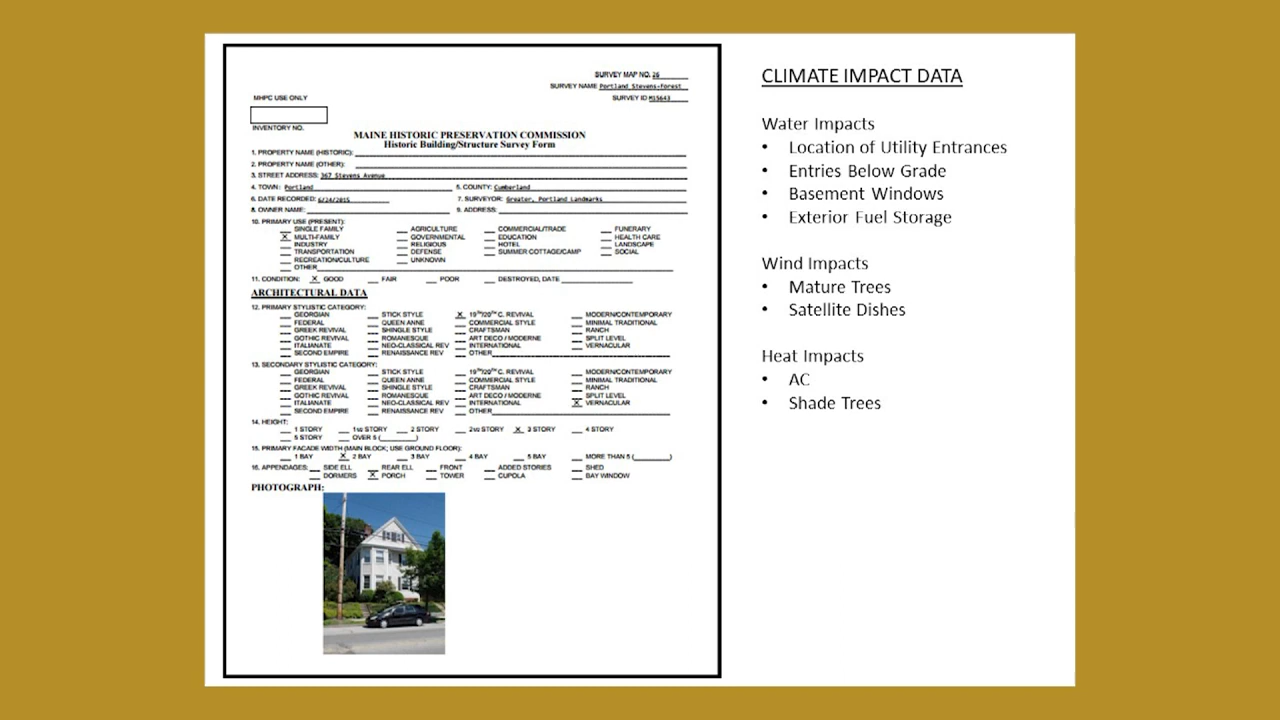 SURVEY MAP NO. 26
SURVEY NAME Portland Stevens-Forest
MHPC USE ONLY
SURVEY ID M15643
INVENTORY NO.
MAINE HISTORIC PRESERVATION COMMISSION
Historic Building/Structure Survey Form
1. PROPERTY NAME (HISTORIC):
2. PROPERTY NAME (OTHER):
3. STREET ADDRESS: 367 Stevens Avenue
4. TOWN: Portland 5. COUNTY: Cumberland
6. DATE RECORDED: 6/24/2015 7. SURVEYOR: Greater, Portland Landmarks
8. OWNER NAME: 9. ADDRESS:
10. PRIMARY USE (PRESENT):
SINGLE FAMILY AGRICULTURE COMMERCIAL/TRADE FUNERARY
X MULTI-FAMILY GOVERNMENTAL EDUCATION HEALTH CARE
INDUSTRY RELIGIOUS HOTEL LANDSCAPE
TRANSPORTATION DEFENSE SUMMER COTTAGE/CAMP SOCIAL
RECREATION/CULTURE UNKNOWN
OTHER
11. CONDITION: X GOOD FAIR POOR DESTROYED, DATE
ARCHITECTURAL DATA
12. PRIMARY STYLISTIC CATEGORY:
GEORGIAN STICK STYLE X 19TH/20TH C. REVIVAL MODERN/CONTEMPORARY
FEDERAL QUEEN ANNE COMMERCIAL STYLE MINIMAL TRADITIONAL
GREEK REVIVAL SHINGLE STYLE CRAFTSMAN RANCH
GOTHIC REVIVAL ROMANESQUE ART DECO / MODERNE SPLIT LEVEL
ITALIANATE NEO-CLASSICAL REV INTERNATIONAL VERNACULAR
SECOND EMPIRE RENAISSANCE REV OTHER
13. SECONDARY STYLISTIC CATEGORY:
GEORGIAN STICK STYLE 19TH/20TH C. REVIVAL MODERN/CONTEMPORARY
FEDERAL QUEEN ANNE COMMERCIAL STYLE MINIMAL TRADITIONAL
GREEK REVIVAL SHINGLE STYLE CRAFTSMAN RANCH
GOTHIC REVIVAL ROMANESQUE ART DECO / MODERNE SPLIT LEVEL
ITALIANATE NEO-CLASSICAL REV INTERNATIONAL X VERNACULAR
SECOND EMPIRE RENAISSANCE REV OTHER
14. HEIGHT:
1 STORY 1 1/2 STORY 2 STORY 2 1/2 STORY X 3 STORY 4 STORY
5 STORY OVER 5 ( )
15. PRIMARY FACADE WIDTH (MAIN BLOCK; USE GROUND FLOOR):
1 BAY X 2 BAY 3 BAY 4 BAY 5 BAY MORE THAN 5 ( )
16. APPENDAGES: SIDE ELL REAR ELL FRONT ADDED STORIES SHED
DORMERS X PORCH TOWER CUPOLA BAY WINDOW
PHOTOGRAPH:
CLIMATE IMPACT DATA
Water Impacts
• Location of Utility Entrances
• Entries Below Grade
• Basement Windows
• Exterior Fuel Storage
Wind Impacts
• Mature Trees
• Satellite Dishes
Heat Impacts
• AC
• Shade Trees